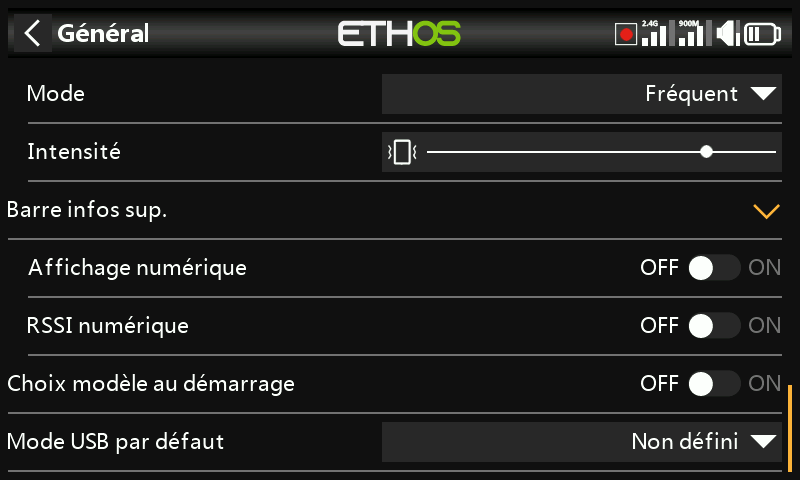 Général
ETHOS
2.4G
900M
Mode
Fréquent
Intensité
Barre infos sup.
Affichage numérique
OFF ON
RSSI numérique
OFF ON
Choix modèle au démarrage
OFF ON
Mode USB par défaut
Non défini